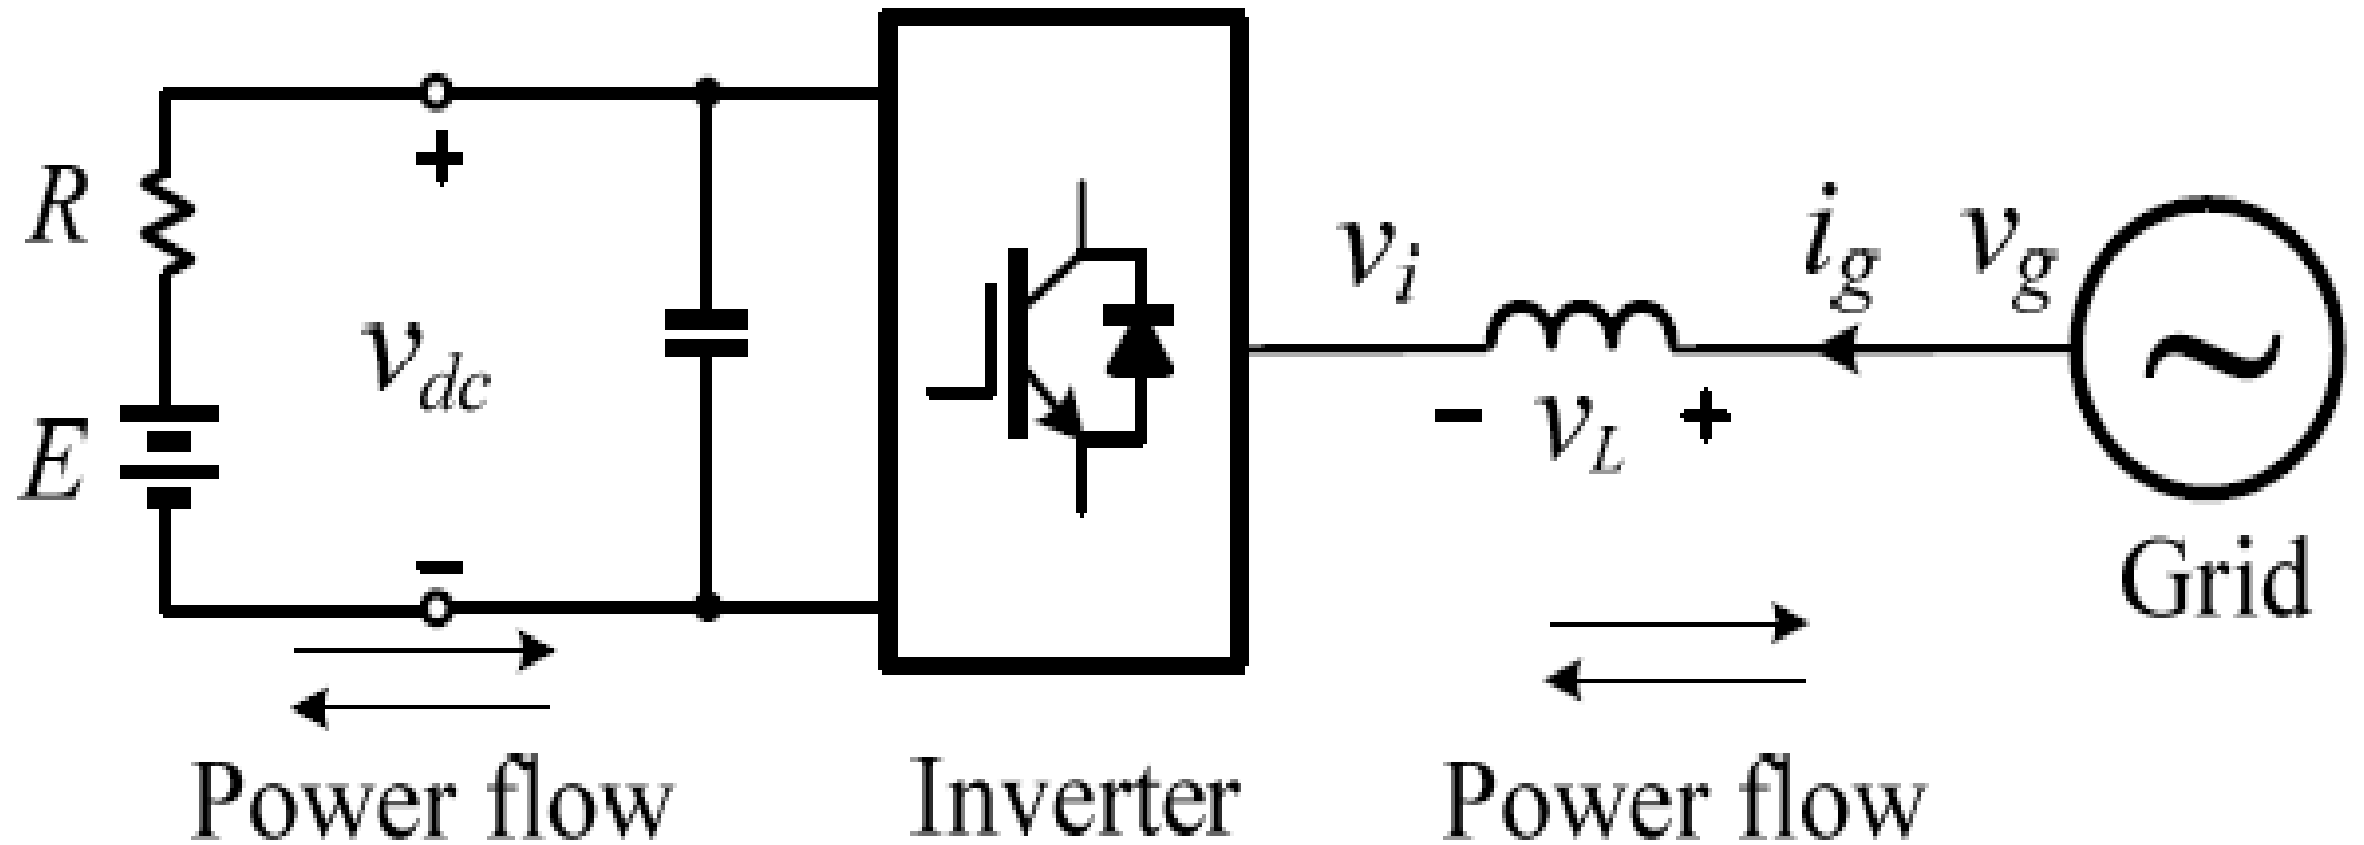 R
E
+
v_dc
-
v_i
i_g
v_g
- v_L +
~
Grid
Power flow
Inverter
Power flow